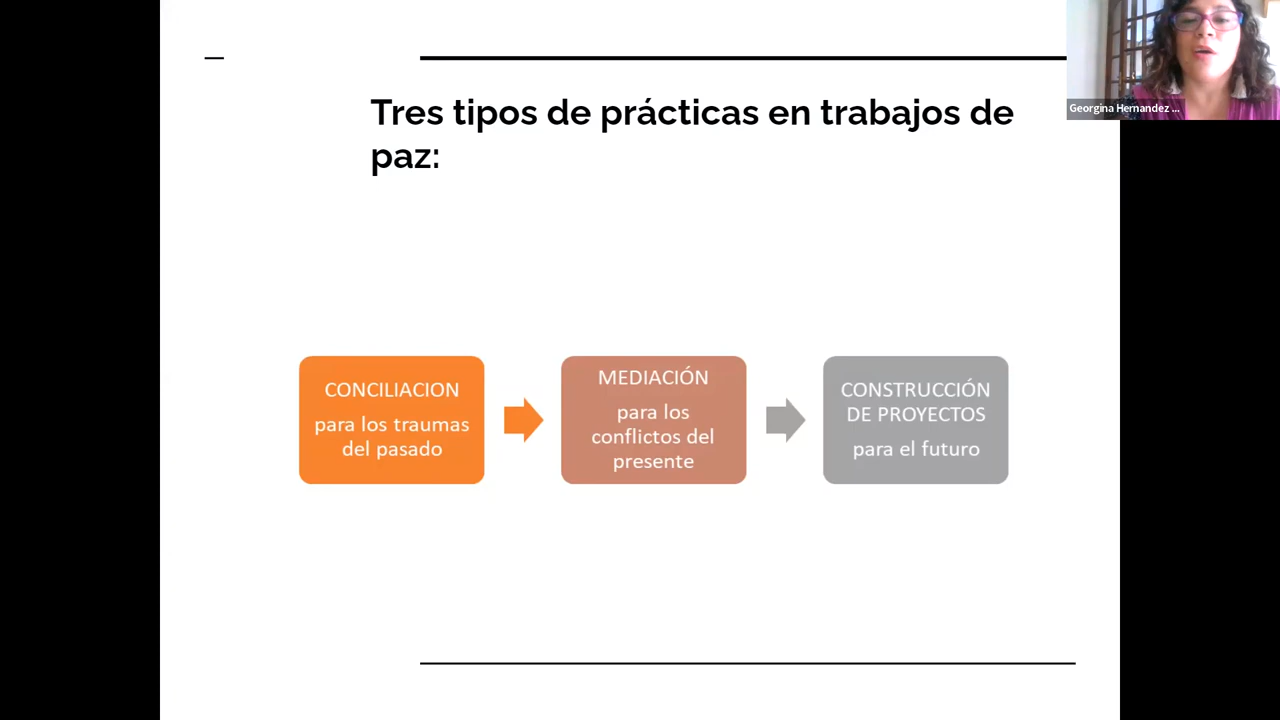 Tres tipos de prácticas en trabajos de
paz:
Georgina Hernandez ...
CONCILIACION
para los traumas
del pasado
MEDIACIÓN
para los
conflictos del
presente
CONSTRUCCIÓN
DE PROYECTOS
para el futuro